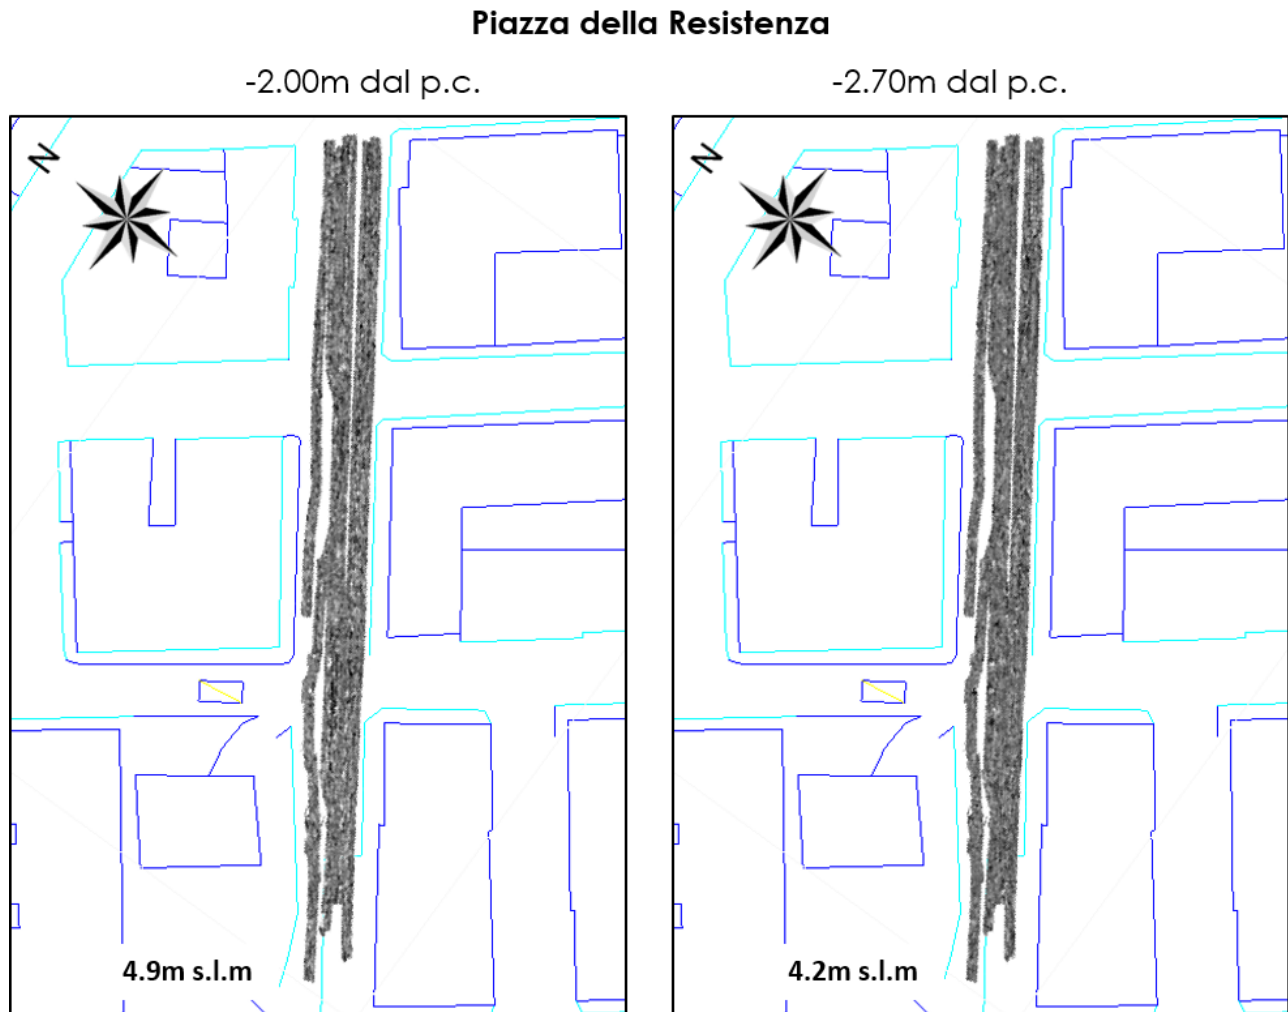 Piazza della Resistenza
-2.00m dal p.c.
-2.70m dal p.c.
N
N
4.9m s.l.m
4.2m s.l.m